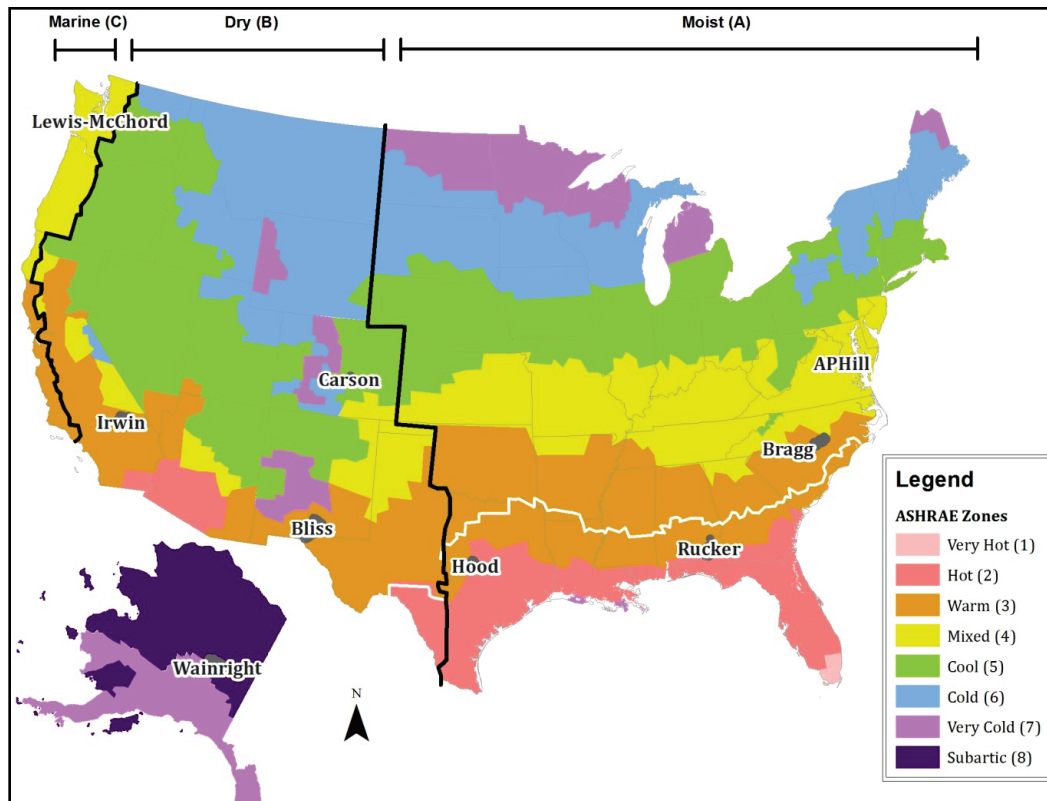 Marine (C)
Dry (B)
Moist (A)
Lewis-McChord
Carson
APHill
Irwin
Bragg
Bliss
Hood
Rucker
Wainright
N
Legend
ASHRAE Zones
Very Hot (1)
Hot (2)
Warm (3)
Mixed (4)
Cool (5)
Cold (6)
Very Cold (7)
Subartic (8)